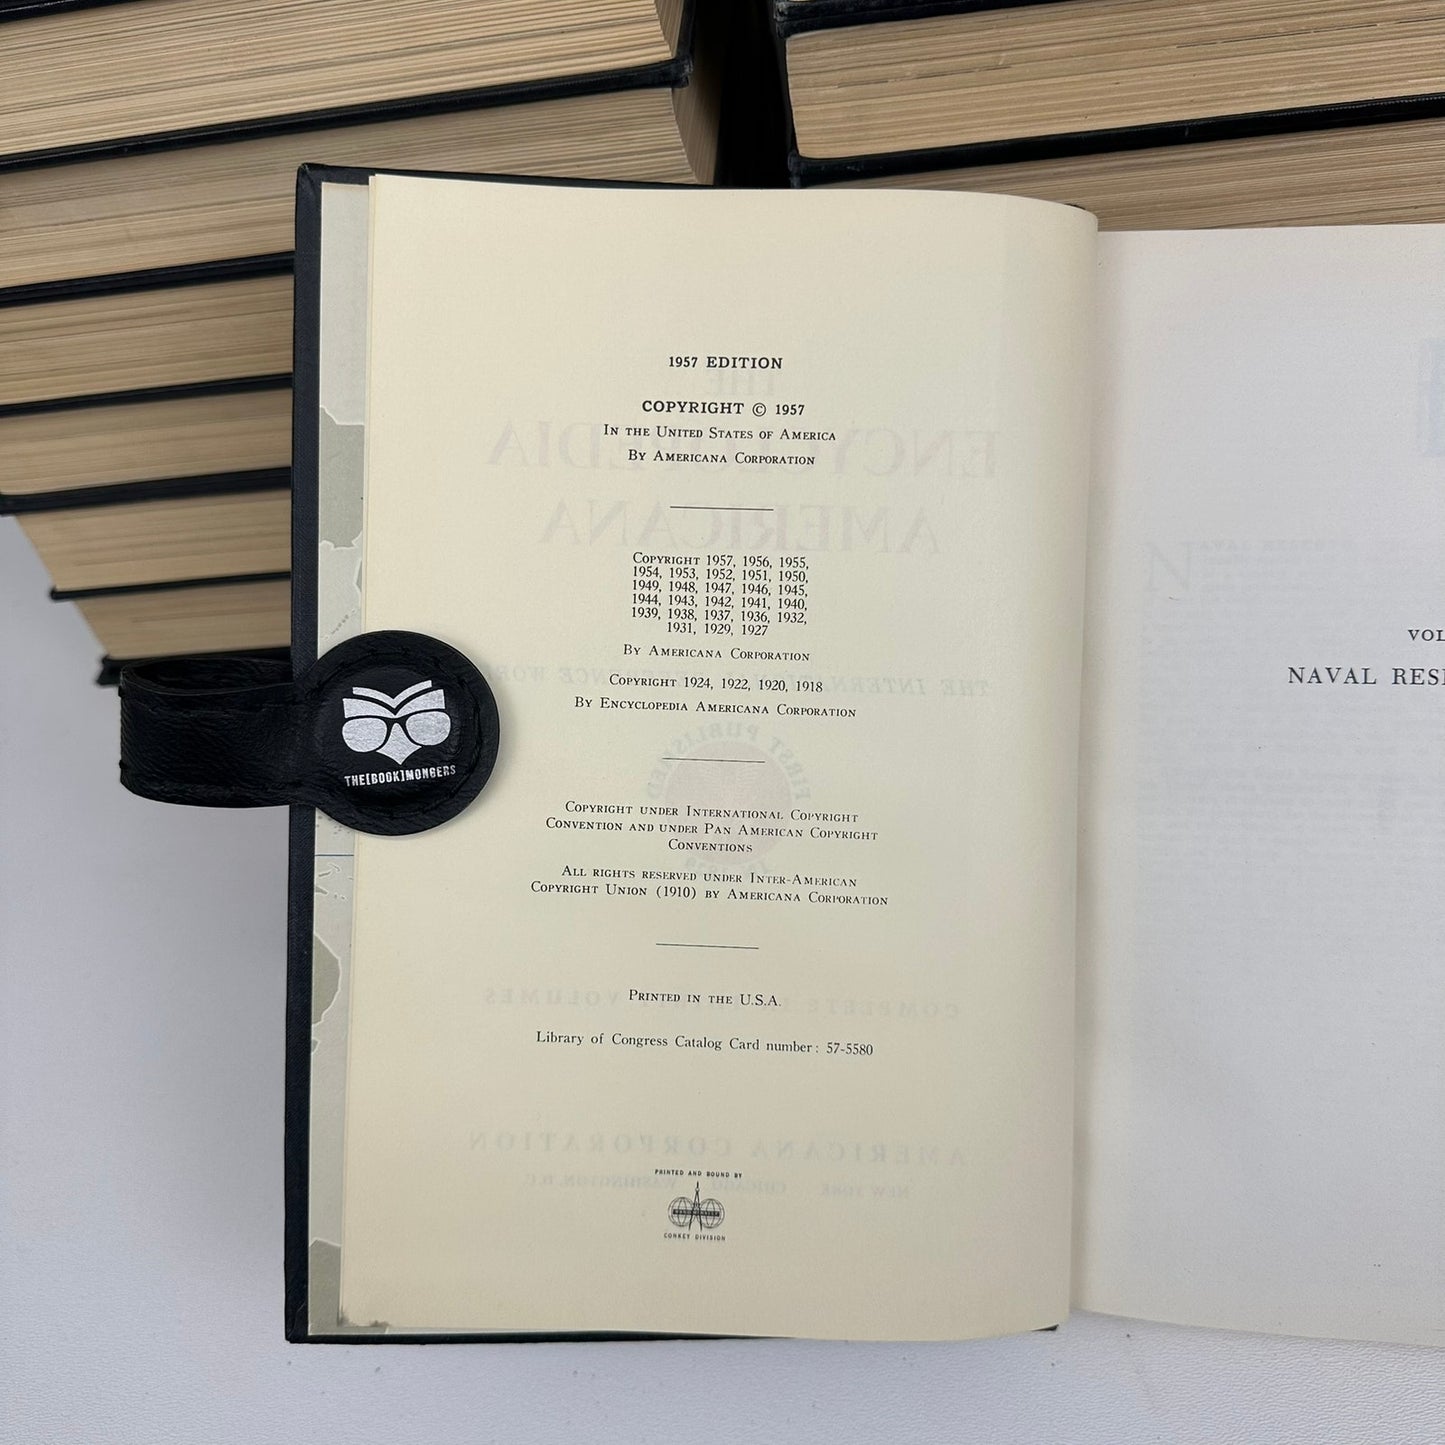 1957 EDITION
COPYRIGHT © 1957
IN THE UNITED STATES OF AMERICA
BY AMERICANA CORPORATION
COPYRIGHT 1957, 1956, 1955,
1954, 1953, 1952, 1951, 1950,
1949, 1948, 1947, 1946, 1945,
1944, 1943, 1942, 1941, 1940,
1939, 1938, 1937, 1936, 1932,
1931, 1929, 1927
BY AMERICANA CORPORATION
COPYRIGHT 1924, 1922, 1920, 1918
BY ENCYCLOPEDIA AMERICANA CORPORATION
COPYRIGHT UNDER INTERNATIONAL COPYRIGHT
CONVENTION AND UNDER PAN AMERICAN COPYRIGHT
CONVENTIONS
ALL RIGHTS RESERVED UNDER INTER-AMERICAN
COPYRIGHT UNION (1910) BY AMERICANA CORPORATION
PRINTED IN THE U.S.A.
Library of Congress Catalog Card number: 57-5580
PRINTED AND BOUND BY
CONKEY DIVISION
THE[BOOK]MONGERS
VOL
NAVAL RES